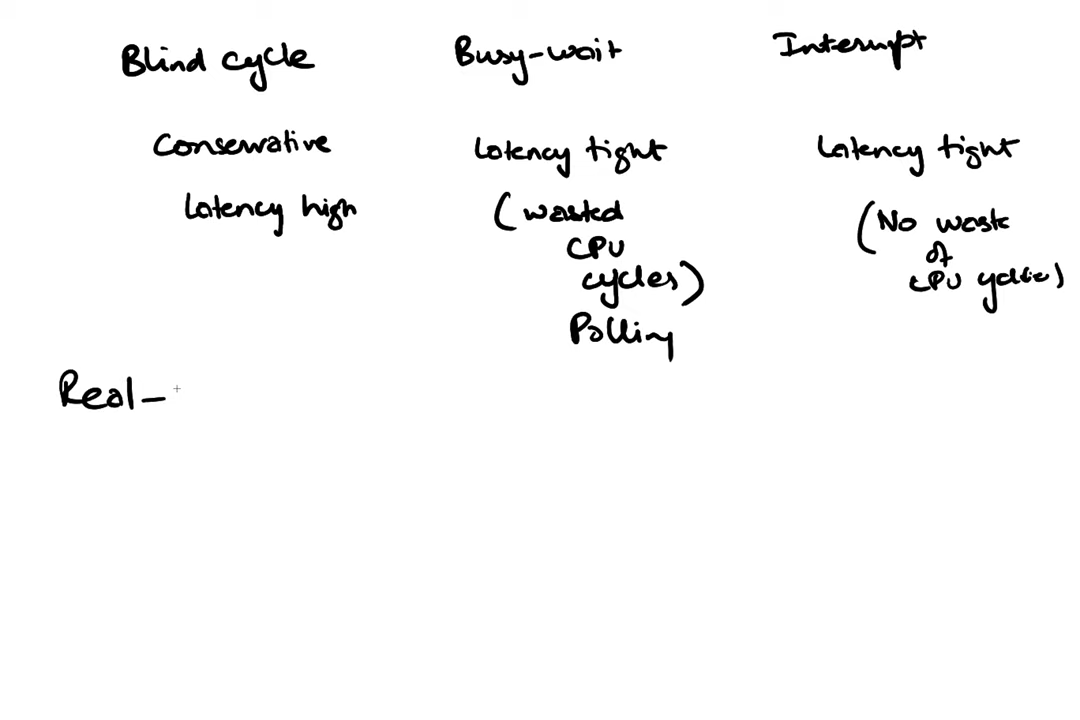 Blind cycle Busy-wait Interrupt
Conservative Latency tight Latency tight
Latency high (wasted (No waste
CPU of
cycles) CPU cycles)
Polling
Real-